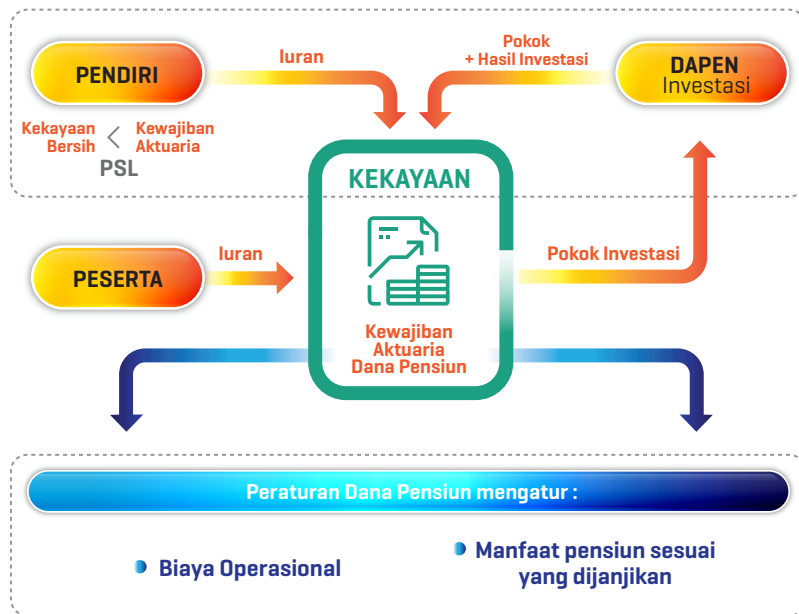 PENDIRI
Iuran
Pokok
+ Hasil Investasi
DAPEN
Investasi
Kekayaan
Bersih
<
Kewajiban
Aktuaria
PSL
KEKAYAAN
PESERTA
Iuran
Pokok Investasi
Kewajiban
Aktuaria
Dana Pensiun
Peraturan Dana Pensiun mengatur :
Biaya Operasional
Manfaat pensiun sesuai
yang dijanjikan